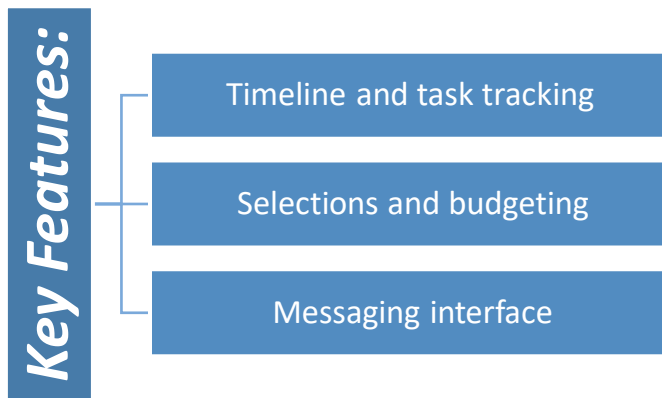 Key Features:
Timeline and task tracking
Selections and budgeting
Messaging interface